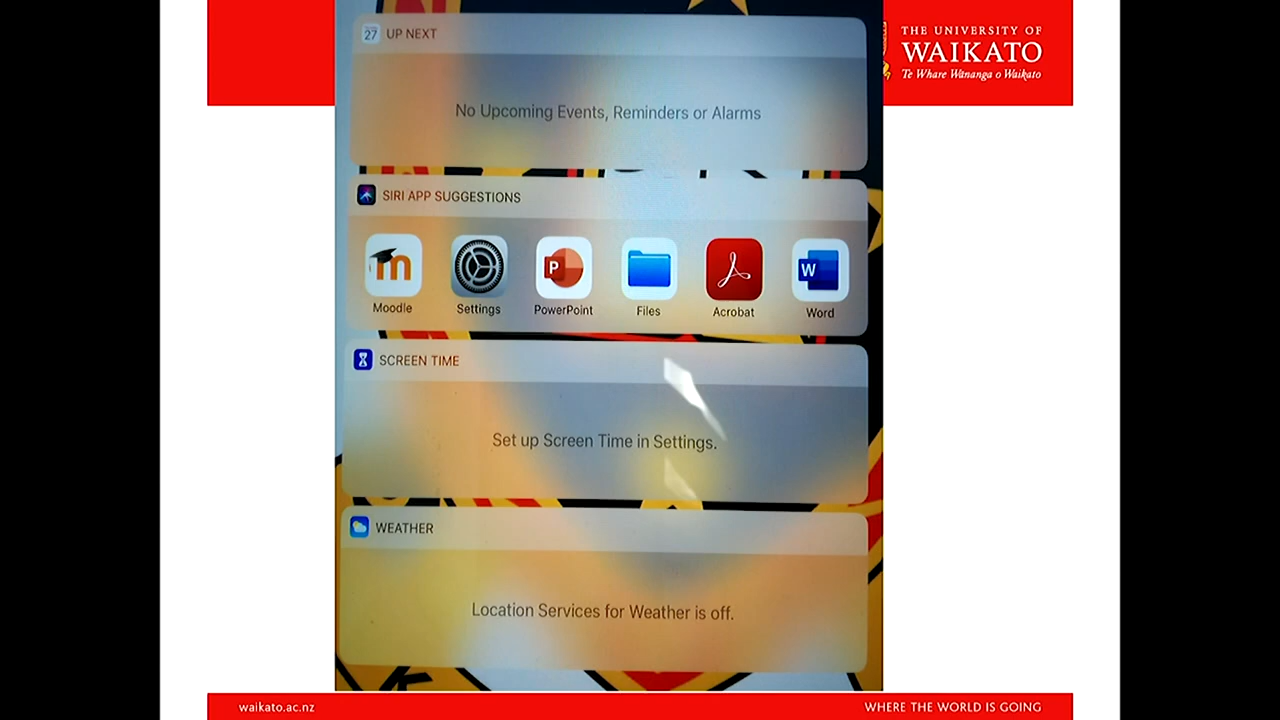 27 UP NEXT
No Upcoming Events, Reminders or Alarms
SIRI APP SUGGESTIONS
m P W
Moodle Settings PowerPoint Files Acrobat Word
SCREEN TIME
Set up Screen Time in Settings.
WEATHER
Location Services for Weather is off.
THE UNIVERSITY OF
WAIKATO
Te Whare Wānanga o Waikato
waikato.ac.nz WHERE THE WORLD IS GOING